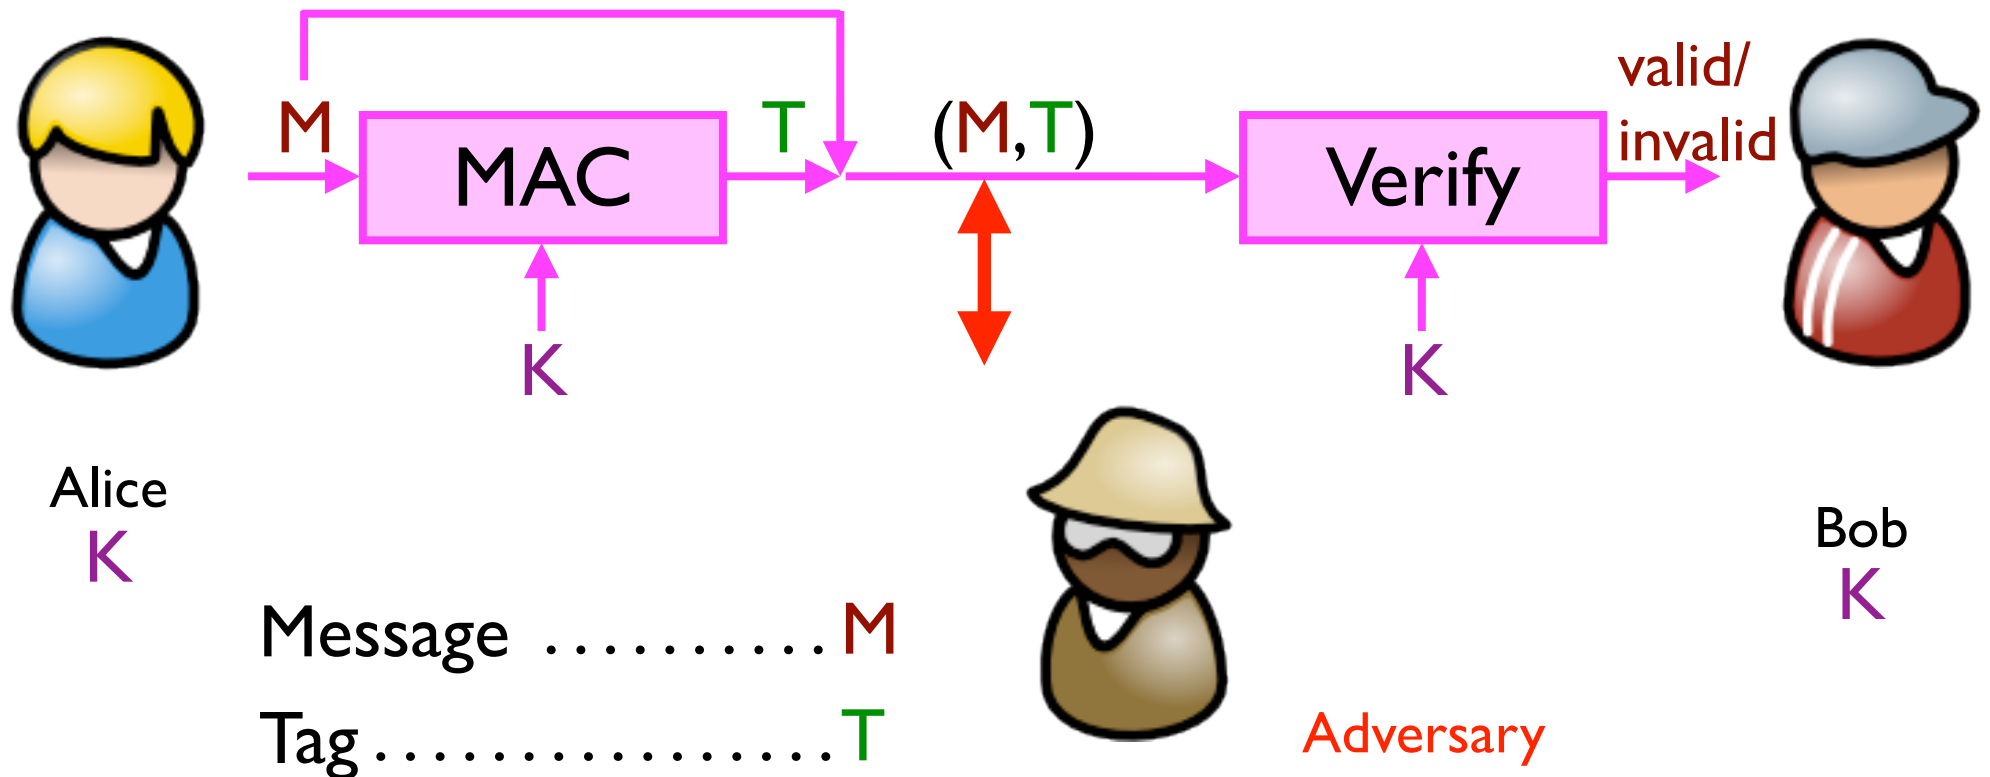 valid/
M MAC T (M,T) Verify invalid
K K
Alice
K
Bob
K
Message .......... M
Tag ................ T
Adversary